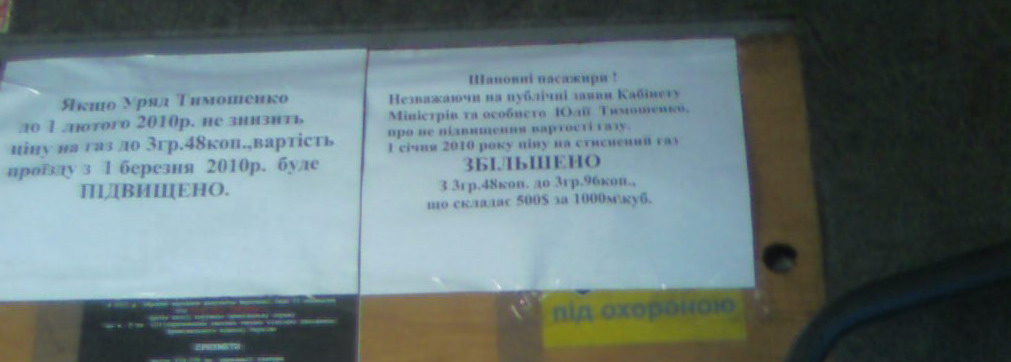 Якщо Уряд Тимошенко
до 1 лютого 2010р. не знизить
ціну на газ до 3гр.48коп.,вартість
проїзду з 1 березня 2010р. буде
ПІДВИЩЕНО.
Шановні пасажири !
Незважаючи на публічні заяви Кабінету
Міністрів та особисто Юлії Тимошенко,
про не підвищення вартості газу.
1 січня 2010 року ціну на стиснений газ
ЗБІЛЬШЕНО
З 3гр.48коп. до 3гр.96коп.,
що складає 500$ за 1000м\куб.
під охороною